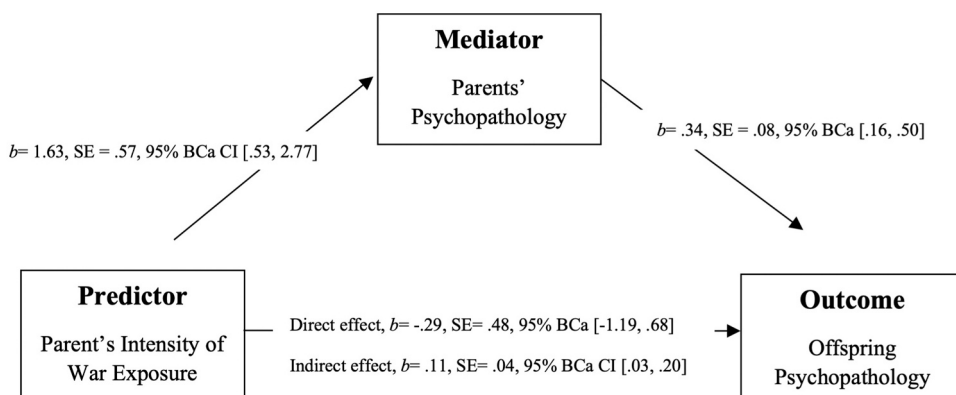 Mediator
Parents'
Psychopathology
b= 1.63, SE = .57, 95% BCa CI [.53, 2.77]
b= .34, SE = .08, 95% BCa [.16, .50]
Predictor
Parent's Intensity of
War Exposure
Direct effect, b= -.29, SE= .48, 95% BCa [-1.19, .68]
Indirect effect, b= .11, SE= .04, 95% BCa CI [.03, .20]
Outcome
Offspring
Psychopathology